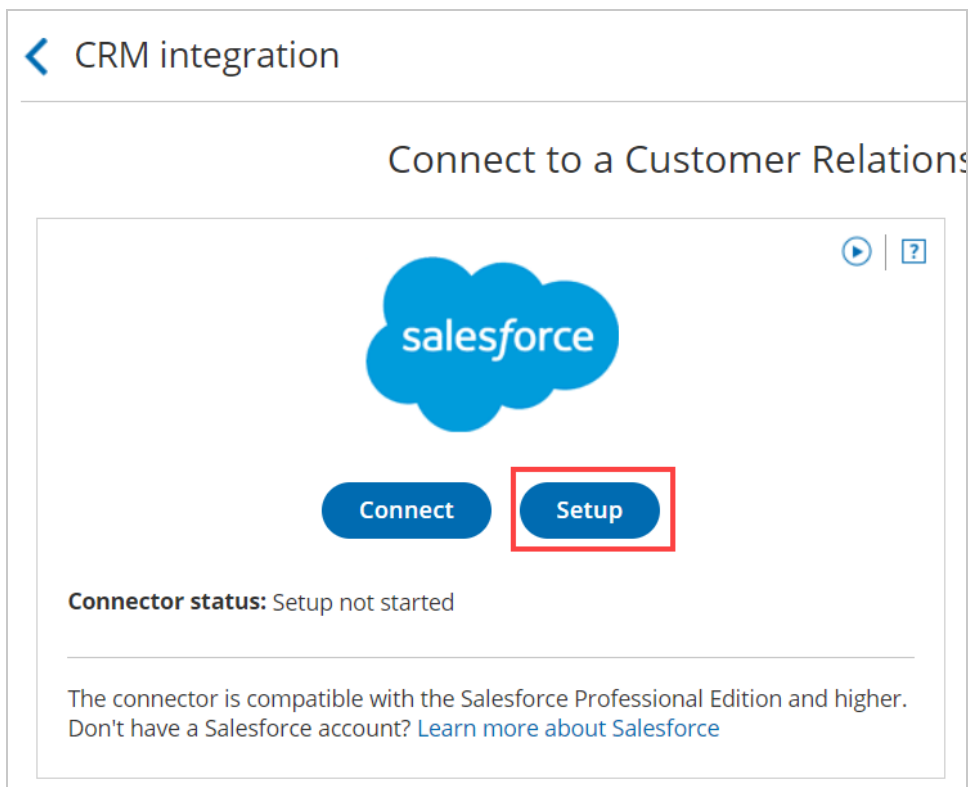 CRM integration
Connect to a Customer Relations
?
salesforce
Connect
Setup
Connector status: Setup not started
The connector is compatible with the Salesforce Professional Edition and higher.
Don't have a Salesforce account? Learn more about Salesforce